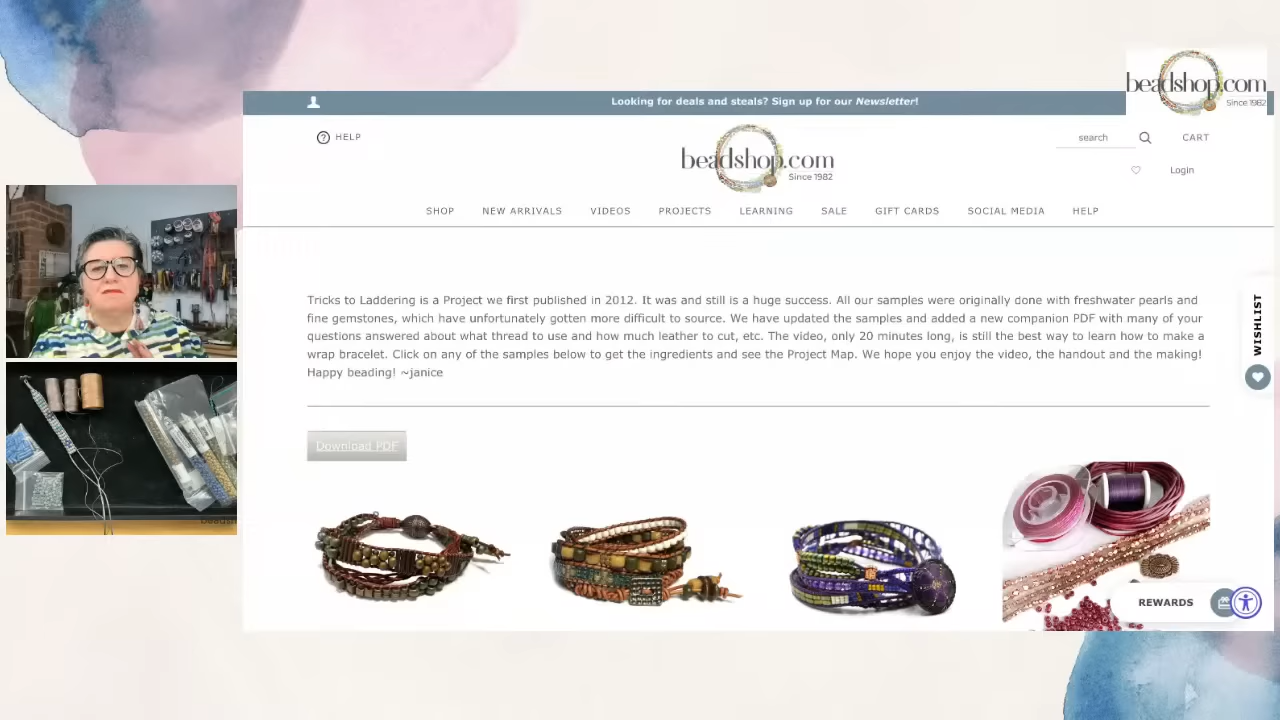 beadshop.com
Since 1982
Looking for deals and steals? Sign up for our Newsletter!
HELP
beadshop.com
Since 1982
search
CART
Login
SHOP NEW ARRIVALS VIDEOS PROJECTS LEARNING SALE GIFT CARDS SOCIAL MEDIA HELP
Tricks to Laddering is a Project we first published in 2012. It was and still is a huge success. All our samples were originally done with freshwater pearls and
fine gemstones, which have unfortunately gotten more difficult to source. We have updated the samples and added a new companion PDF with many of your
questions answered about what thread to use and how much leather to cut, etc. The video, only 20 minutes long, is still the best way to learn how to make a
wrap bracelet. Click on any of the samples below to get the ingredients and see the Project Map. We hope you enjoy the video, the handout and the making!
Happy beading! ~janice
WISHLIST
Download PDF
REWARDS